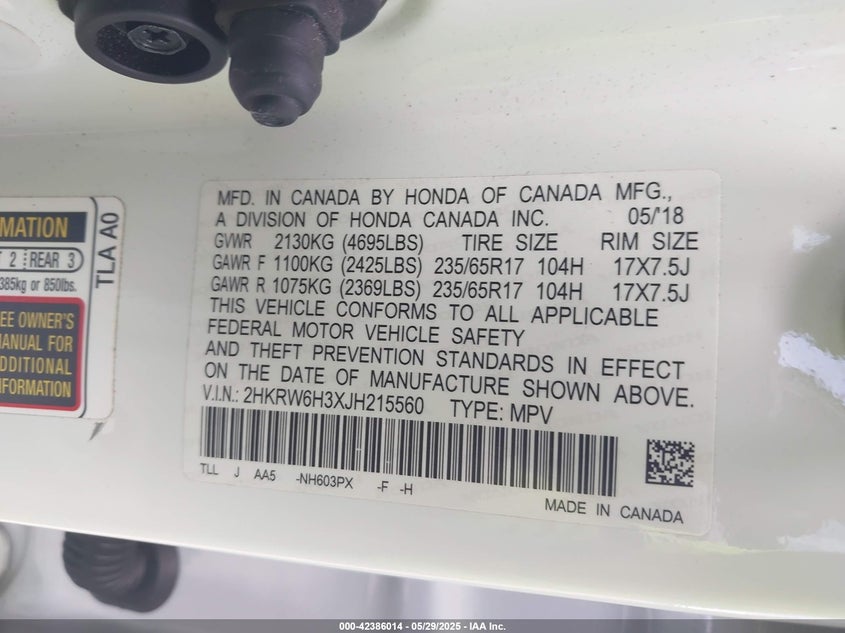 MATION
T 2 REAR 3
385kg or 850lbs.
EE OWNER'S
MANUAL FOR
ADDITIONAL
INFORMATION
TLA A0
MFD. IN CANADA BY HONDA OF CANADA MFG.,
A DIVISION OF HONDA CANADA INC. 05/'18
GVWR 2130KG (4695LBS) TIRE SIZE RIM SIZE
GAWR F 1100KG (2425LBS) 235/65R17 104H 17X7.5J
GAWR R 1075KG (2369LBS) 235/65R17 104H 17X7.5J
THIS VEHICLE CONFORMS TO ALL APPLICABLE
FEDERAL MOTOR VEHICLE SAFETY
AND THEFT PREVENTION STANDARDS IN EFFECT
ON THE DATE OF MANUFACTURE SHOWN ABOVE.
V.I.N.: 2HKRW6H3XJH215560 TYPE: MPV
TLL J AA5 -NH603PX -F -H
MADE IN CANADA
000-42386014 - 05/29/2025 - IAA Inc.